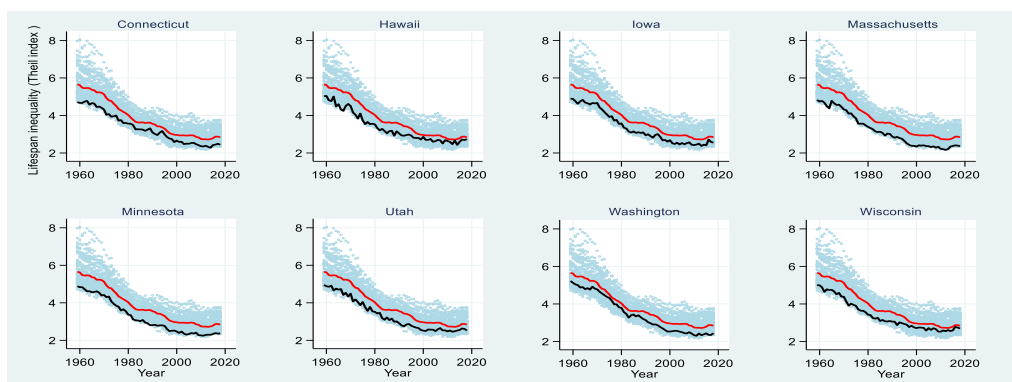 Connecticut Hawaii Iowa Massachusetts
Lifespan inequality (Theil index )
8 8 8 8
6 6 6 6
4 4 4 4
2 2 2 2
1960 1980 2000 2020 1960 1980 2000 2020 1960 1980 2000 2020 1960 1980 2000 2020
Minnesota Utah Washington Wisconsin
8 8 8 8
6 6 6 6
4 4 4 4
2 2 2 2
1960 1980 2000 2020 1960 1980 2000 2020 1960 1980 2000 2020 1960 1980 2000 2020
Year Year Year Year